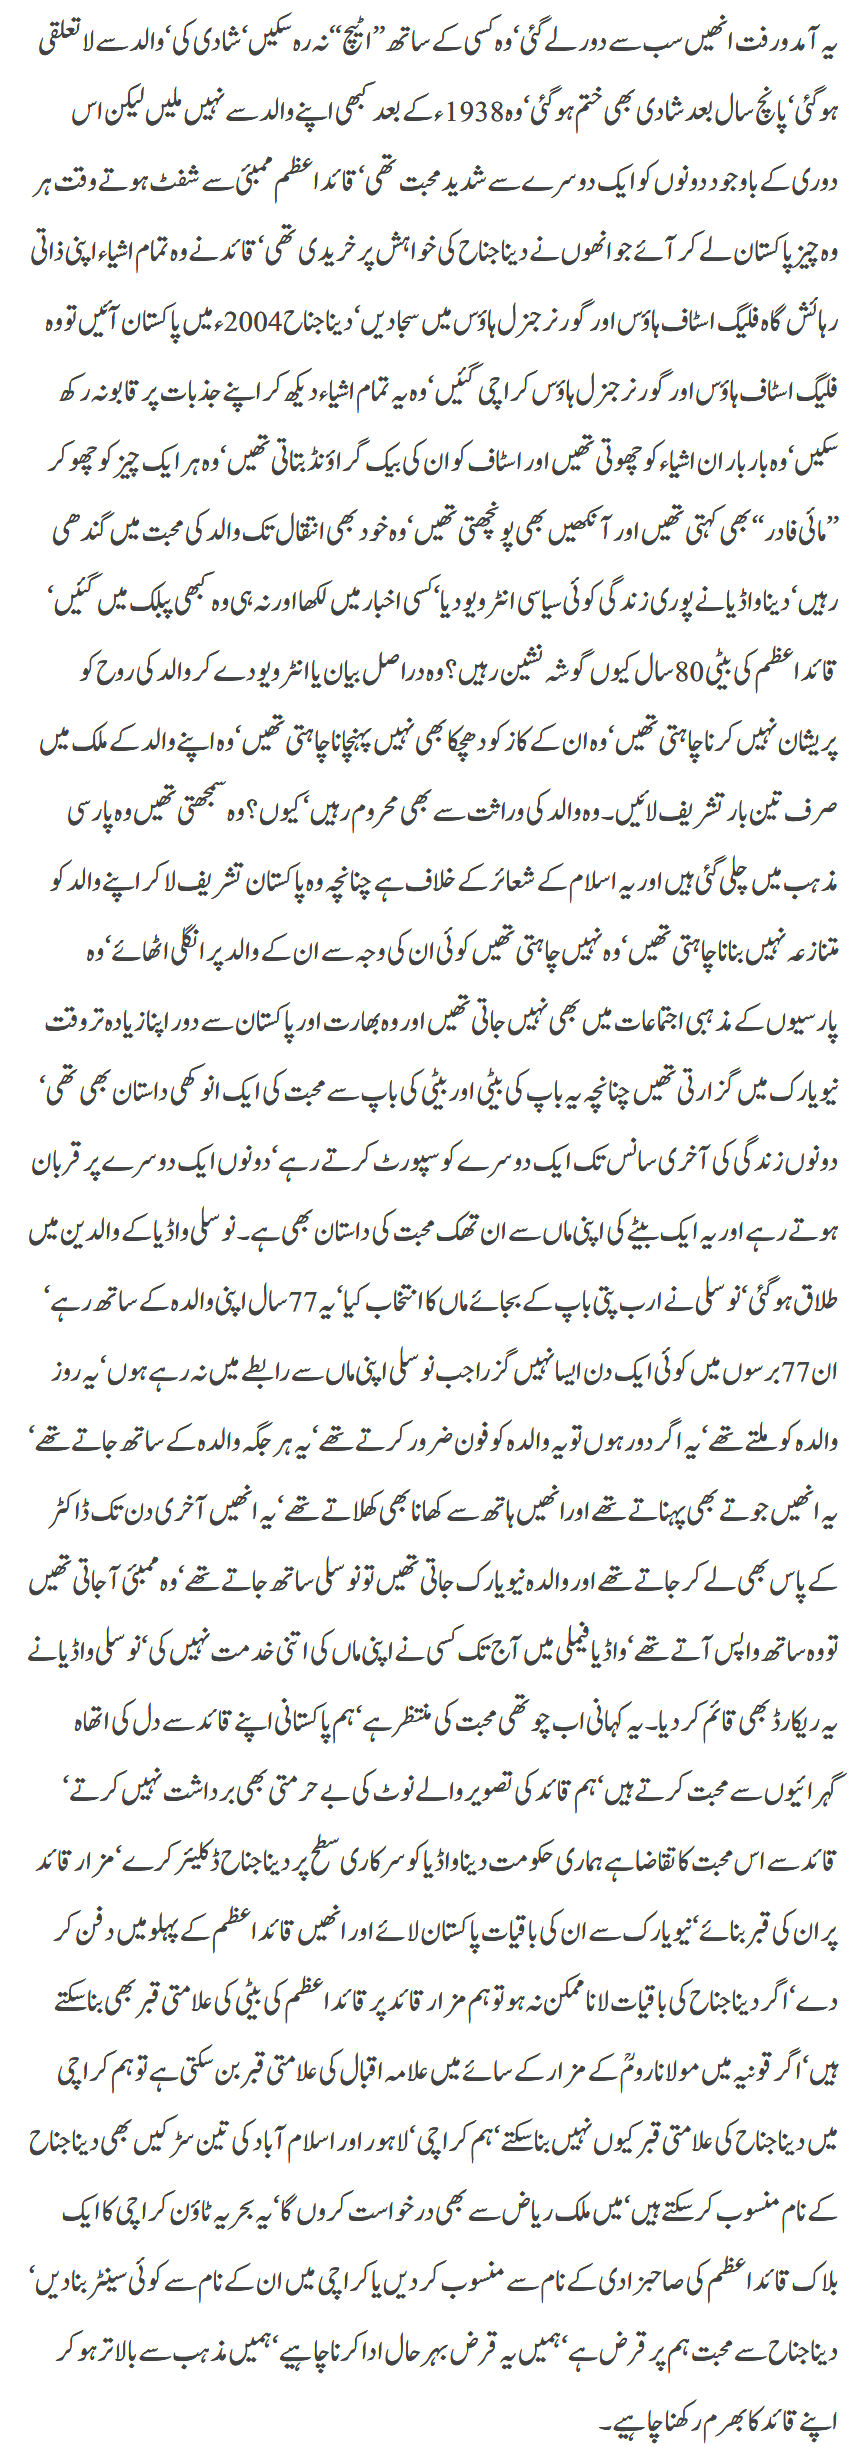 یہ آمدورفت انھیں سب سے دور لے گئی‘ وہ کسی کے ساتھ ’’اٹیچ‘‘ نہ رہ سکیں‘ شادی کی‘ والد سے لاتعلقی
ہوگئی‘ پانچ سال بعد شادی بھی ختم ہو گئی‘ وہ 1938ء کے بعد کبھی اپنے والد سے نہیں ملیں لیکن اس
دوری کے باوجود دونوں کو ایک دوسرے سے شدید محبت تھی‘ قائداعظم ممبئی سے شفٹ ہوتے وقت ہر
وہ چیز پاکستان لے کر آئے جو انھوں نے دینا جناح کی خواہش پر خریدی تھی‘ قائد نے وہ تمام اشیاء اپنی ذاتی
رہائش گاہ فلیگ اسٹاف ہاؤس اور گورنر جنرل ہاؤس میں سجا دیں‘ دینا جناح 2004ء میں پاکستان آئیں تو وہ
فلیگ اسٹاف ہاؤس اور گورنر جنرل ہاؤس کراچی گئیں‘ وہ یہ تمام اشیاء دیکھ کر اپنے جذبات پر قابو نہ رکھ
سکیں‘ وہ بار بار ان اشیاء کو چھوتی تھیں اور اسٹاف کو ان کی بیک گراؤنڈ بتاتی تھیں‘ وہ ہر ایک چیز کو چھو کر
’’مائی فادر‘‘ بھی کہتی تھیں اور آنکھیں بھی پونچھتی تھیں‘ وہ خود بھی انتقال تک والد کی محبت میں گندھی
رہیں‘ دینا واڈیا نے پوری زندگی کوئی سیاسی انٹرویو دیا‘ کسی اخبار میں لکھا اور نہ ہی وہ کبھی پبلک میں گئیں‘
قائداعظم کی بیٹی 80 سال کیوں گوشہ نشین رہیں؟ وہ دراصل بیان یا انٹرویو دے کر والد کی روح کو
پریشان نہیں کرنا چاہتی تھیں‘ وہ ان کے کاز کو دھچکا بھی نہیں پہنچانا چاہتی تھیں‘ وہ اپنے والد کے ملک میں
صرف تین بار تشریف لائیں۔ وہ والد کی وراثت سے بھی محروم رہیں‘ کیوں؟ وہ سمجھتی تھیں وہ پارسی
مذہب میں چلی گئی ہیں اور یہ اسلام کے شعائر کے خلاف ہے چنانچہ وہ پاکستان تشریف لا کر اپنے والد کو
متنازعہ نہیں بنانا چاہتی تھیں‘ وہ نہیں چاہتی تھیں کوئی ان کی وجہ سے ان کے والد پر انگلی اٹھائے‘ وہ
پارسیوں کے مذہبی اجتماعات میں بھی نہیں جاتی تھیں اور وہ بھارت اور پاکستان سے دور اپنا زیادہ تر وقت
نیویارک میں گزارتی تھیں چنانچہ یہ باپ کی بیٹی اور بیٹی کی باپ سے محبت کی ایک انوکھی داستان بھی تھی‘
دونوں زندگی کی آخری سانس تک ایک دوسرے کو سپورٹ کرتے رہے‘ دونوں ایک دوسرے پر قربان
ہوتے رہے اور یہ ایک بیٹے کی اپنی ماں سے ان تھک محبت کی داستان بھی ہے۔ نوسلی واڈیا کے والدین میں
طلاق ہو گئی‘ نوسلی نے ارب پتی باپ کے بجائے ماں کا انتخاب کیا‘ یہ 77 سال اپنی والدہ کے ساتھ رہے‘
ان 77 برسوں میں کوئی ایک دن ایسا نہیں گزرا جب نوسلی اپنی ماں سے رابطے میں نہ رہے ہوں‘ یہ روز
والدہ کو ملتے تھے‘ یہ اگر دور ہوں تو یہ والدہ کو فون ضرور کرتے تھے‘ یہ ہر جگہ والدہ کے ساتھ جاتے تھے‘
یہ انھیں جوتے بھی پہناتے تھے اور انھیں ہاتھ سے کھانا بھی کھلاتے تھے‘ یہ انھیں آخری دن تک ڈاکٹر
کے پاس بھی لے کر جاتے تھے اور والدہ نیویارک جاتی تھیں تو نوسلی ساتھ جاتے تھے‘ وہ ممبئی آ جاتی تھیں
تو وہ ساتھ واپس آتے تھے‘ واڈیا فیملی میں آج تک کسی نے اپنی ماں کی اتنی خدمت نہیں کی‘ نوسلی واڈیا نے
یہ ریکارڈ بھی قائم کر دیا۔ یہ کہانی اب چوتھی محبت کی منتظر ہے‘ ہم پاکستانی اپنے قائد سے دل کی اتھاہ
گہرائیوں سے محبت کرتے ہیں‘ ہم قائد کی تصویر والے نوٹ کی بے حرمتی بھی برداشت نہیں کرتے‘
قائد سے اس محبت کا تقاضا ہے ہماری حکومت دینا واڈیا کو سرکاری سطح پر دینا جناح ڈکلیئر کرے‘ مزار قائد
پر ان کی قبر بنائے‘ نیویارک سے ان کی باقیات پاکستان لائے اور انھیں قائداعظم کے پہلو میں دفن کر
دے‘ اگر دینا جناح کی باقیات لانا ممکن نہ ہو تو ہم مزار قائد پر قائداعظم کی بیٹی کی علامتی قبر بھی بنا سکتے
ہیں‘ اگر قونیہ میں مولانا رومؒ کے مزار کے سائے میں علامہ اقبال کی علامتی قبر بن سکتی ہے تو ہم کراچی
میں دینا جناح کی علامتی قبر کیوں نہیں بنا سکتے‘ ہم کراچی‘ لاہور اور اسلام آباد کی تین سڑکیں بھی دینا جناح
کے نام منسوب کر سکتے ہیں‘ میں ملک ریاض سے بھی درخواست کروں گا‘ یہ بحریہ ٹاؤن کراچی کا ایک
بلاک قائداعظم کی صاحبزادی کے نام سے منسوب کر دیں یا کراچی میں ان کے نام سے کوئی سینٹر بنا دیں‘
دینا جناح سے محبت ہم پر قرض ہے‘ ہمیں یہ قرض بہرحال ادا کرنا چاہیے‘ ہمیں مذہب سے بالاتر ہو کر
اپنے قائد کا بھرم رکھنا چاہیے۔